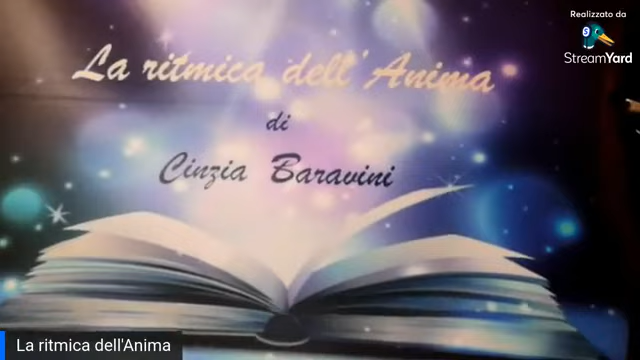 Realizzato da
StreamYard
La ritmica dell'Anima
di
Cinzia Baravini
La ritmica dell'Anima